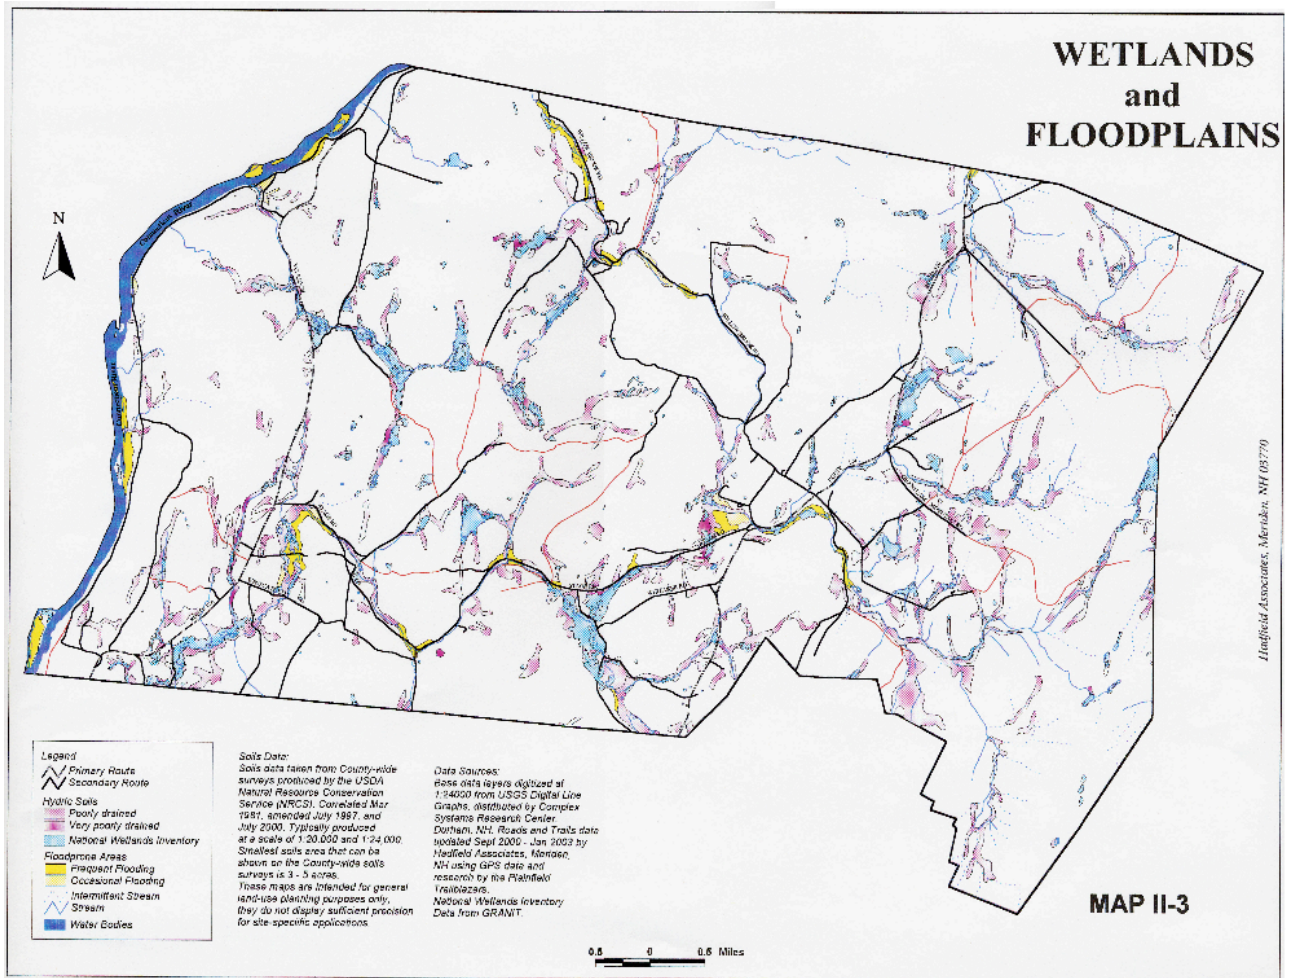 WETLANDS
and
FLOODPLAINS
N
Connecticut River
Hadfield Associates, Meriden, NH 03770
Legend
Primary Route
Secondary Route
Hydric Soils
Poorly drained
Very poorly drained
National Wetlands Inventory
Floodprone Areas
Frequent Flooding
Occasional Flooding
Intermittent Stream
Stream
Water Bodies
Soils Data:
Soils data taken from County-wide
surveys produced by the USDA
Natural Resource Conservation
Service (NRCS). Correlated Mar
1981, amended July 1997, and
July 2000. Typically produced
at a scale of 1:20,000 and 1:24,000.
Smallest soils area that can be
shown on the County-wide soils
surveys is 3 - 5 acres.
These maps are intended for general
land-use planning purposes only,
they do not display sufficient precision
for site-specific applications.
Data Sources:
Base data layers digitized at
1:24000 from USGS Digital Line
Graphs, distributed by Complex
Systems Research Center,
Durham, NH. Roads and Trails data
updated Sept 2000 - Jan 2003 by
Hadfield Associates, Meriden,
NH using GPS data and
research by the Plainfield
Trailblazers.
National Wetlands Inventory
Data from GRANIT.
MAP II-3
0.5 0 0.5 Miles